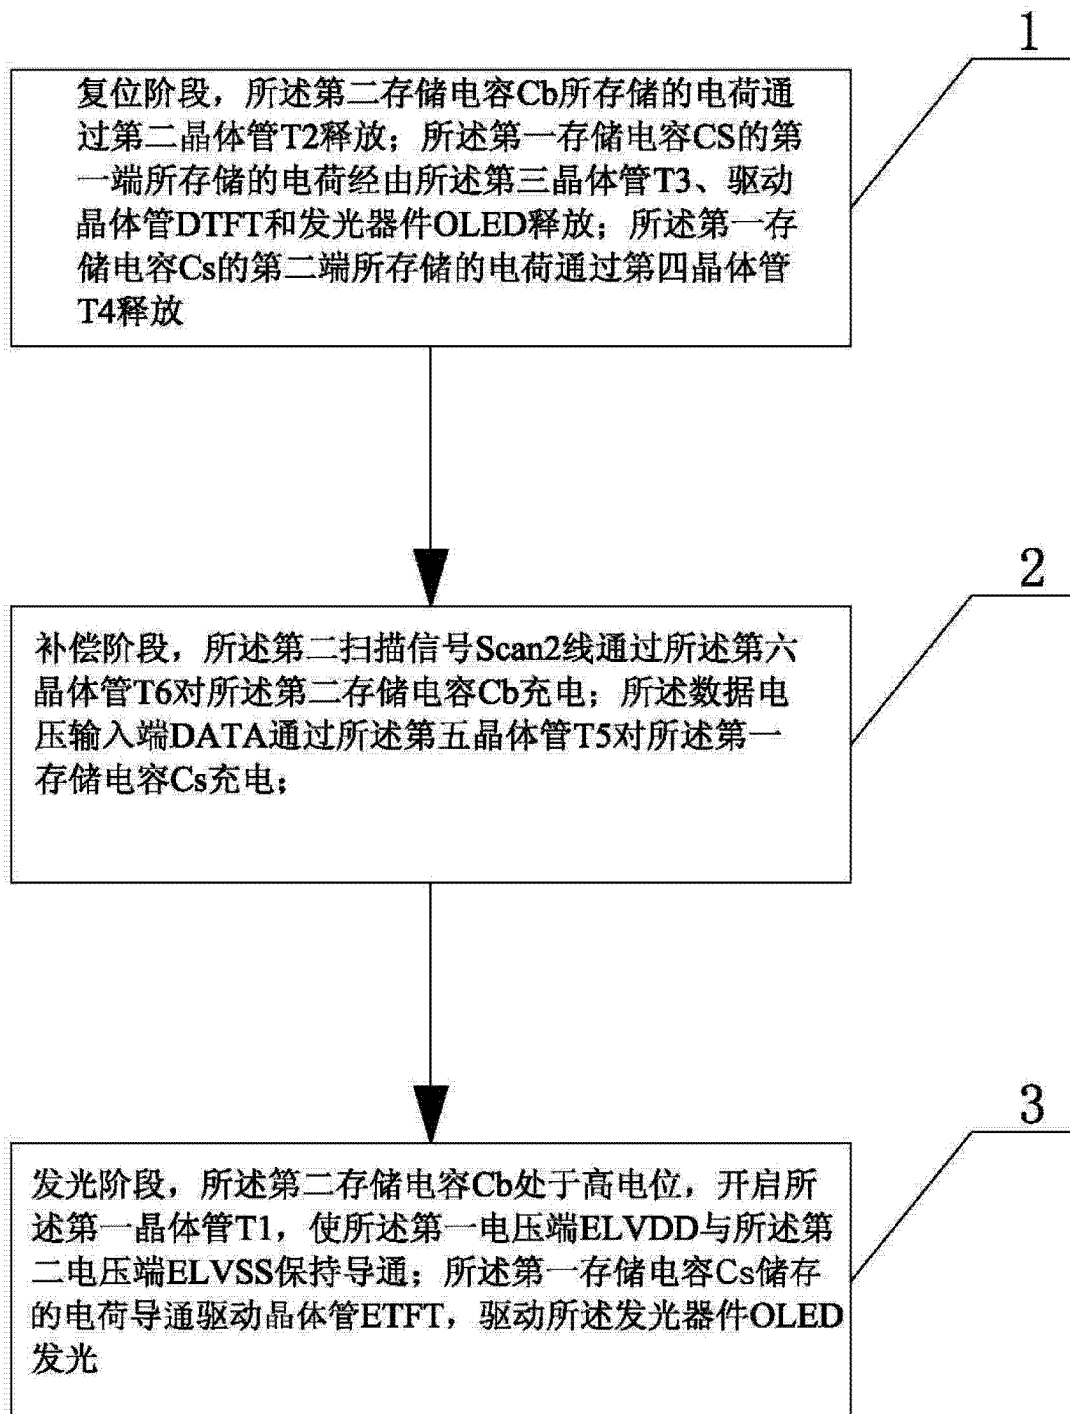 1
复位阶段，所述第二存储电容Cb所存储的电荷通
过第二晶体管T2释放；所述第一存储电容CS的第
一端所存储的电荷经由所述第三晶体管T3、驱动
晶体管DTFT和发光器件OLED释放；所述第一存
储电容Cs的第二端所存储的电荷通过第四晶体管
T4释放
2
补偿阶段，所述第二扫描信号Scan2线通过所述第六
晶体管T6对所述第二存储电容Cb充电；所述数据电
压输入端DATA通过所述第五晶体管T5对所述第一
存储电容Cs充电；
3
发光阶段，所述第二存储电容Cb处于高电位，开启所
述第一晶体管T1，使所述第一电压端ELVDD与所述第
二电压端ELVSS保持导通；所述第一存储电容Cs储存
的电荷导通驱动晶体管ETFT，驱动所述发光器件OLED
发光